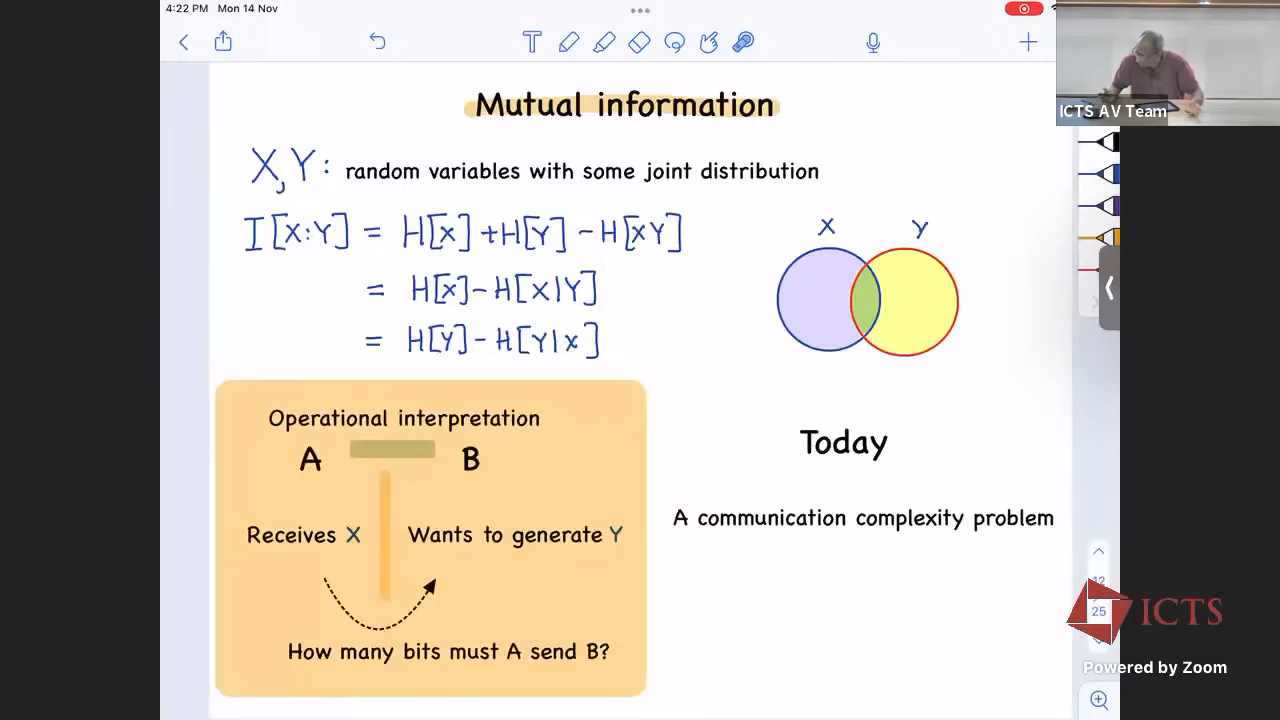 4:22 PM Mon 14 Nov
ICTS AV Team
Mutual information
X, Y: random variables with some joint distribution
I[X:Y] = H[X] + H[Y] - H[XY]
= H[X] - H[X|Y]
= H[Y] - H[Y|X]
X Y
Operational interpretation
A B
Receives X Wants to generate Y
How many bits must A send B?
Today
A communication complexity problem
12
25
ICTS
Powered by Zoom